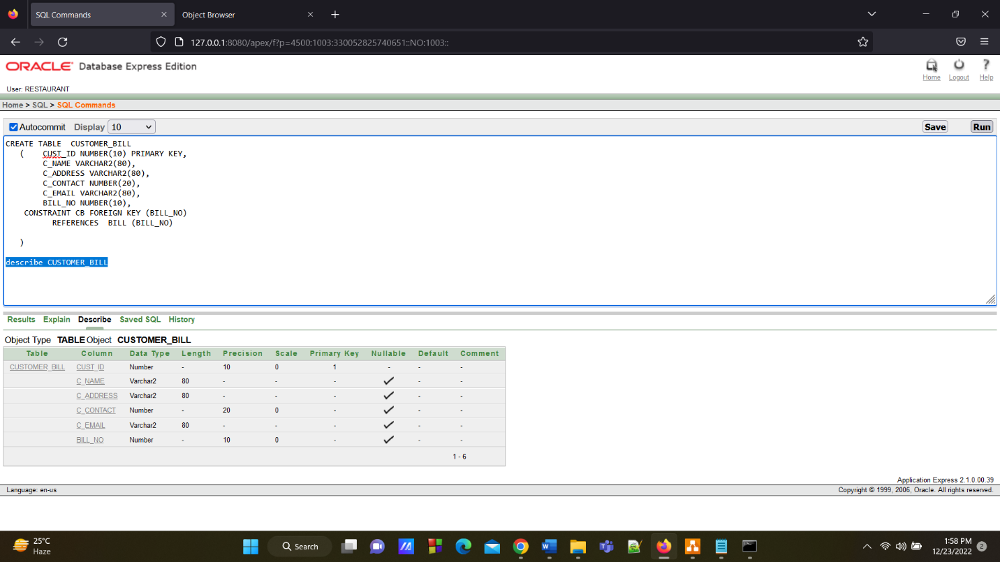 SQL Commands
Object Browser
127.0.0.1:8080/apex/f?p=4500:1003:330052825740651::NO:1003::
ORACLE Database Express Edition
Home Logout Help
User: RESTAURANT
Home > SQL > SQL Commands
Autocommit Display 10 Save Run
CREATE TABLE CUSTOMER_BILL
( CUST_ID NUMBER(10) PRIMARY KEY,
C_NAME VARCHAR2(80),
C_ADDRESS VARCHAR2(80),
C_CONTACT NUMBER(20),
C_EMAIL VARCHAR2(80),
BILL_NO NUMBER(10),
CONSTRAINT CB FOREIGN KEY (BILL_NO)
REFERENCES BILL (BILL_NO)
)
describe CUSTOMER_BILL
Results Explain Describe Saved SQL History
Object Type TABLE Object CUSTOMER_BILL
Table Column Data Type Length Precision Scale Primary Key Nullable Default Comment
CUSTOMER_BILL CUST_ID Number - 10 0 1 - - -
C_NAME Varchar2 80 - - - ✓ - -
C_ADDRESS Varchar2 80 - - - ✓ - -
C_CONTACT Number - 20 0 - ✓ - -
C_EMAIL Varchar2 80 - - - ✓ - -
BILL_NO Number - 10 0 - ✓ - -
1 - 6
Application Express 2.1.0.00.39
Language: en-us Copyright © 1999, 2006, Oracle. All rights reserved.
25°C
Haze
Search
1:58 PM
12/23/2022
2